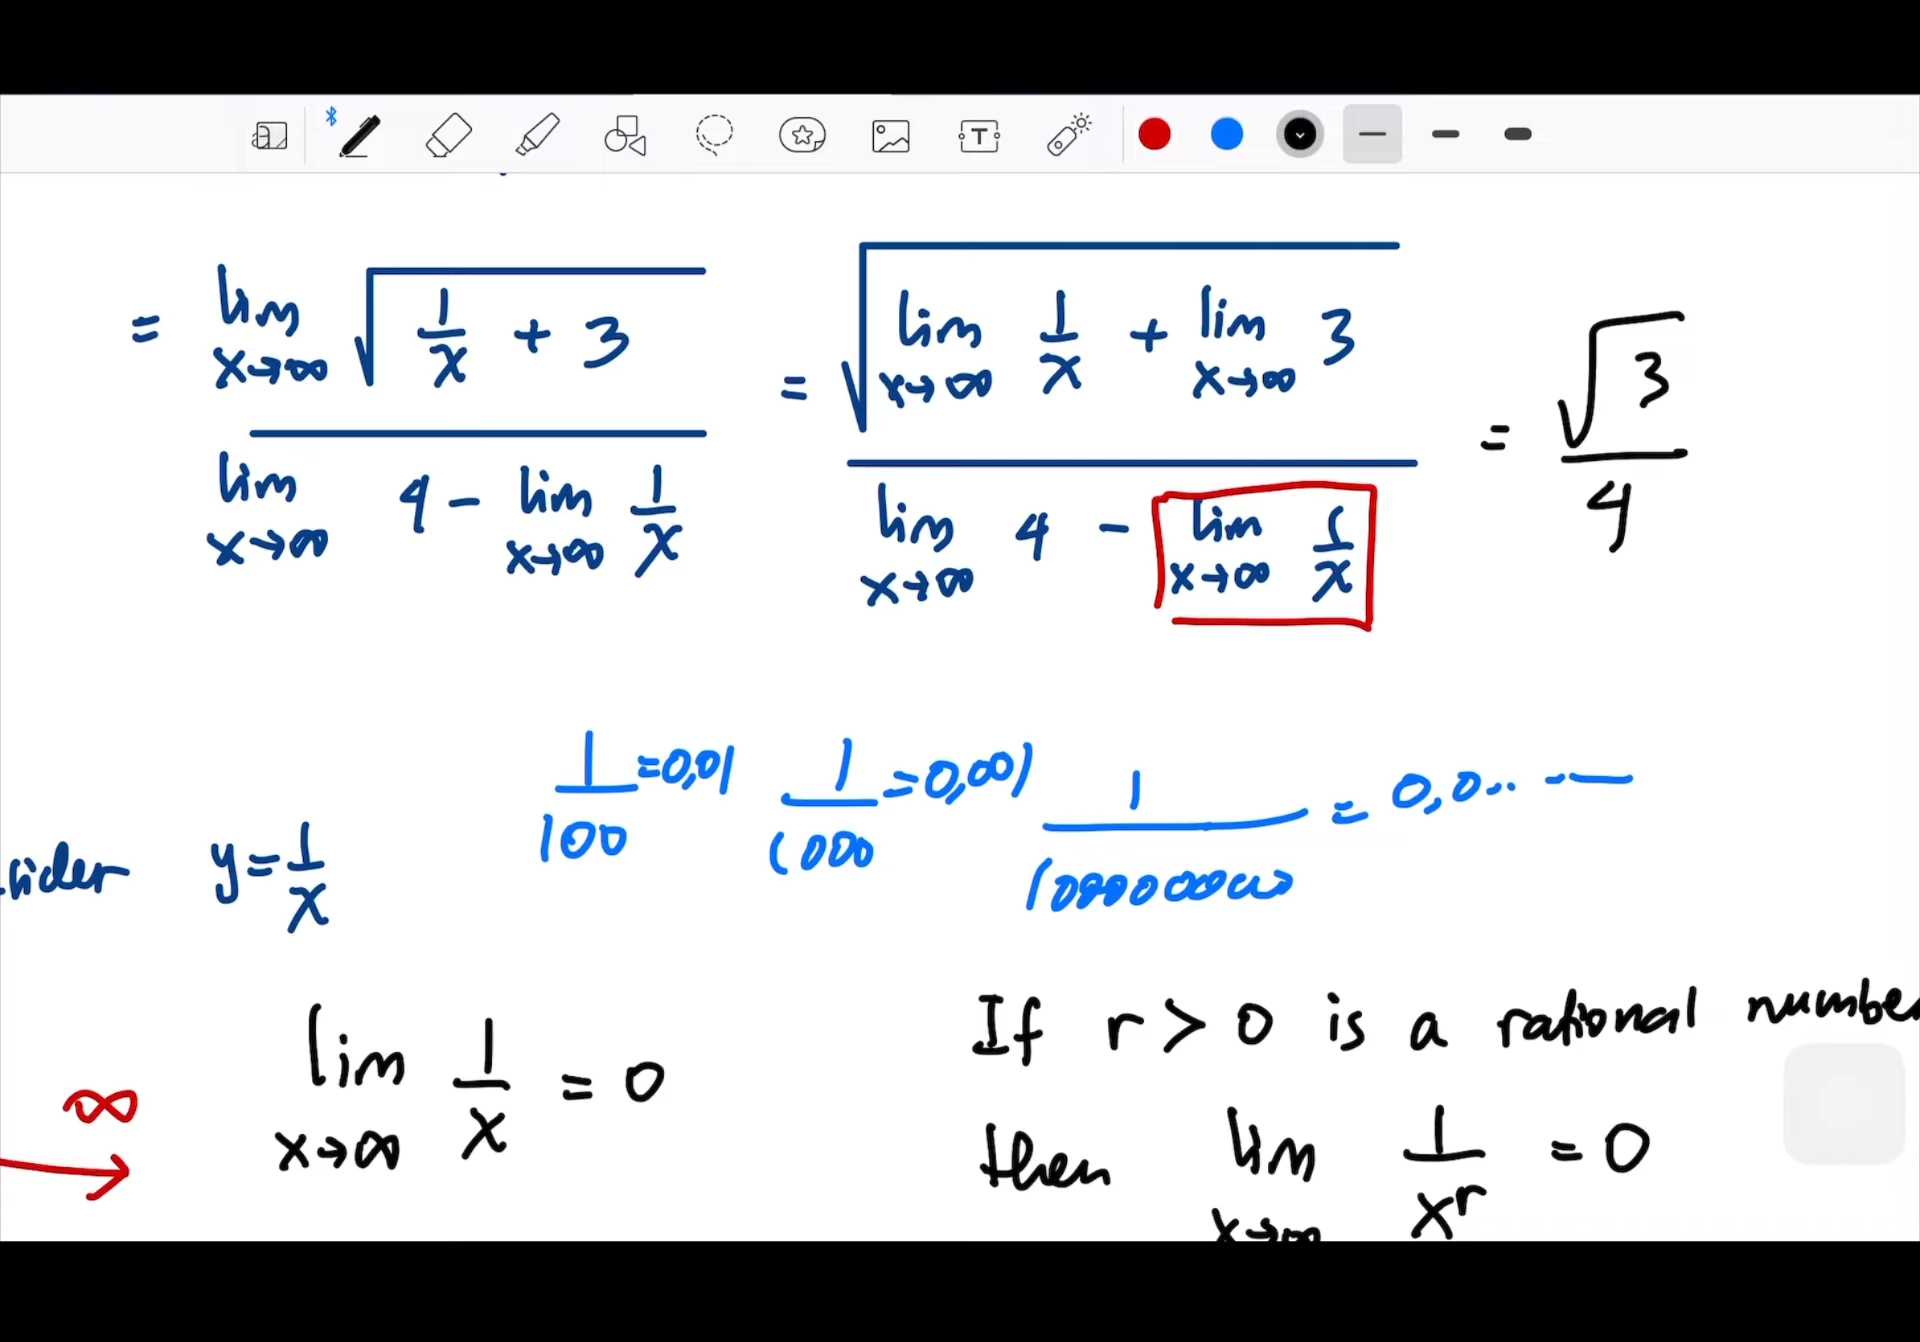 = lim x→∞ √(1/x + 3) / (lim x→∞ 4 - lim x→∞ 1/x) = √(lim x→∞ 1/x + lim x→∞ 3) / (lim x→∞ 4 - lim x→∞ 1/x) = √3 / 4
1/100 =0,01 1/1000 =0,001 1/1000000000 = 0,0.. --—
sider y=1/x
lim x→∞ 1/x = 0
∞
If r > 0 is a rational number
then lim x→∞ 1/x^r = 0